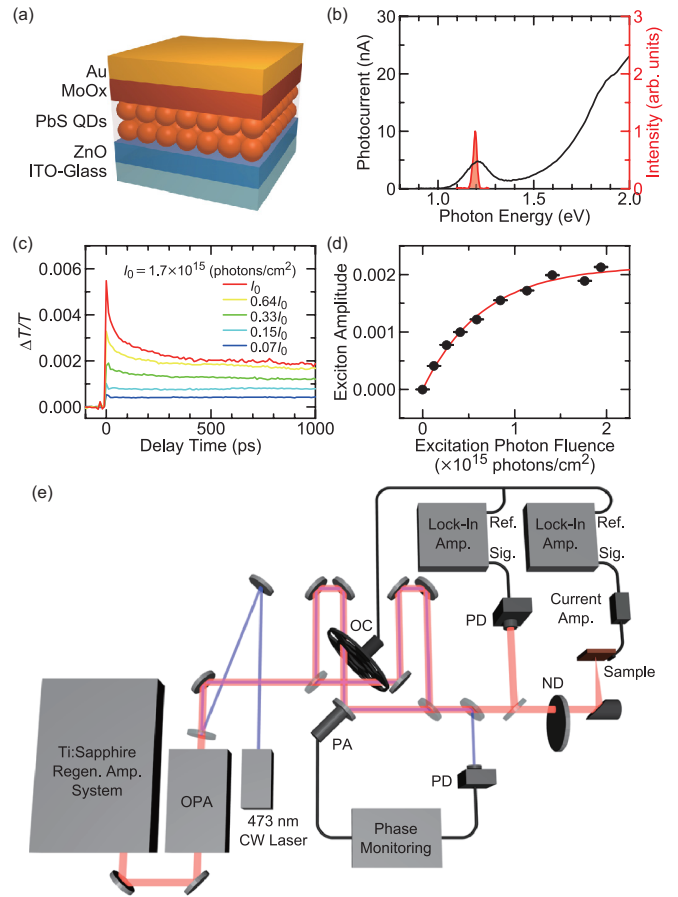 (a)
Au
MoOx
PbS QDs
ZnO
ITO-Glass
(b)
Photocurrent (nA)
30
20
10
0
1.0
1.5
2.0
Photon Energy (eV)
3
2
1
0
Intensity (arb. units)
(c)
ΔT/T
0.006
0.004
0.002
0.000
I₀ = 1.7×10¹⁵ (photons/cm²)
I₀
0.64I₀
0.33I₀
0.15I₀
0.07I₀
0
500
1000
Delay Time (ps)
(d)
Exciton Amplitude
0.002
0.001
0.000
0
1
2
Excitation Photon Fluence
(×10¹⁵ photons/cm²)
(e)
Lock-In
Amp.
Ref.
Sig.
Lock-In
Amp.
Ref.
Sig.
Current
Amp.
PD
OC
Sample
ND
PA
PD
Ti:Sapphire
Regen. Amp.
System
OPA
473 nm
CW Laser
Phase
Monitoring